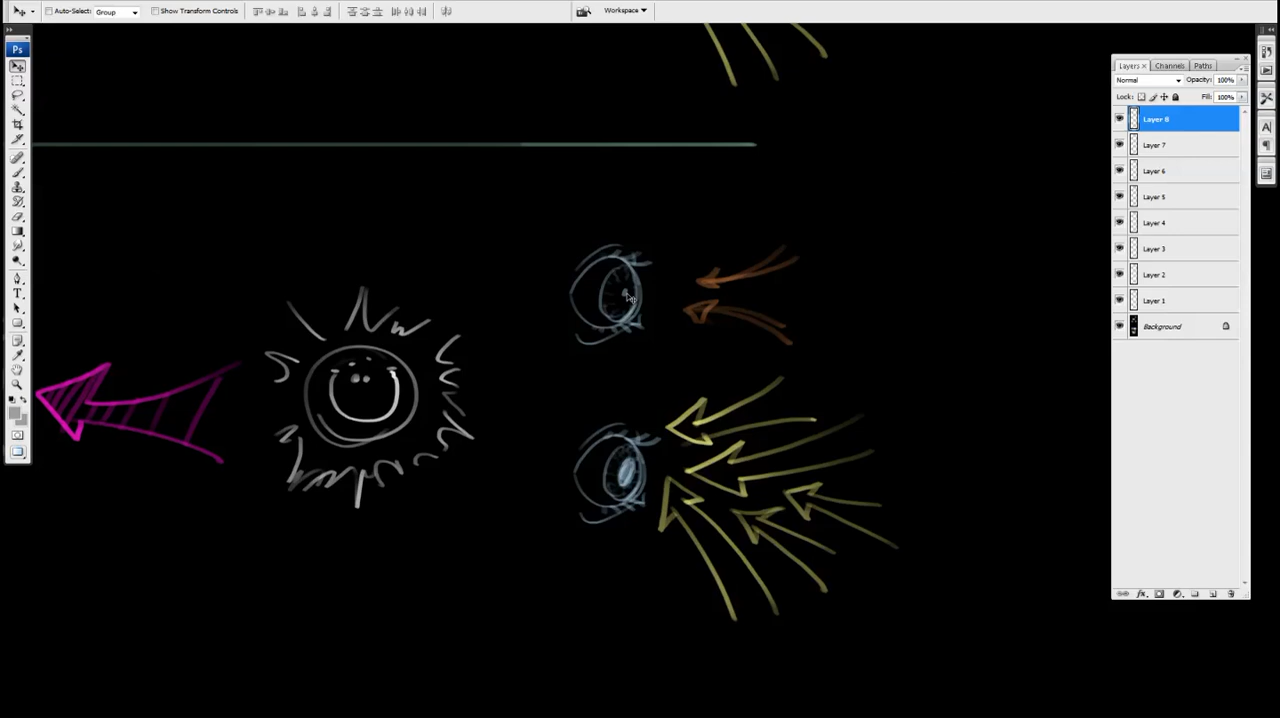 Auto-Select: Group Show Transform Controls Workspace
Ps
Layers Channels Paths
Normal Opacity: 100%
Lock: Fill: 100%
Layer 8
Layer 7
Layer 6
Layer 5
Layer 4
Layer 3
Layer 2
Layer 1
Background